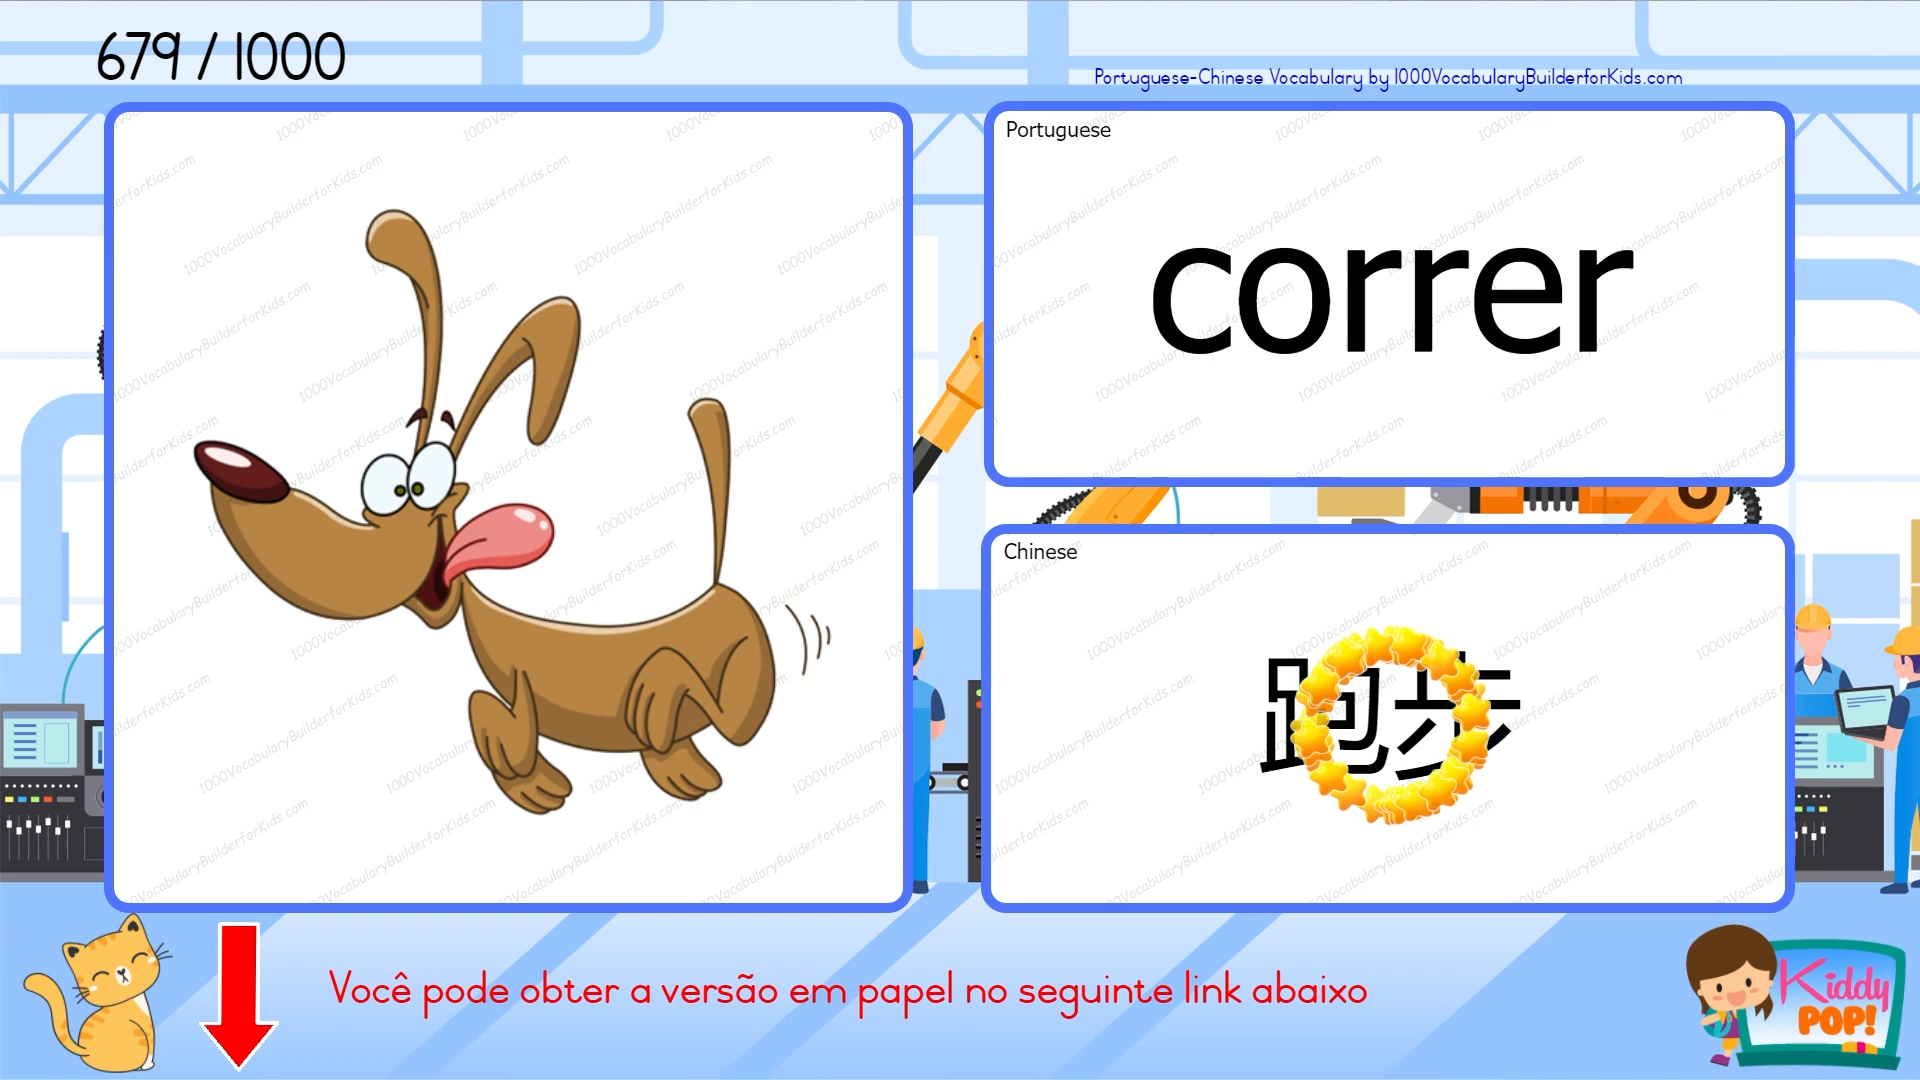 679 / 1000
Portuguese-Chinese Vocabulary by 1000VocabularyBuilderforKids.com
Portuguese
correr
Chinese
跑步
Você pode obter a versão em papel no seguinte link abaixo
Kiddy
POP!